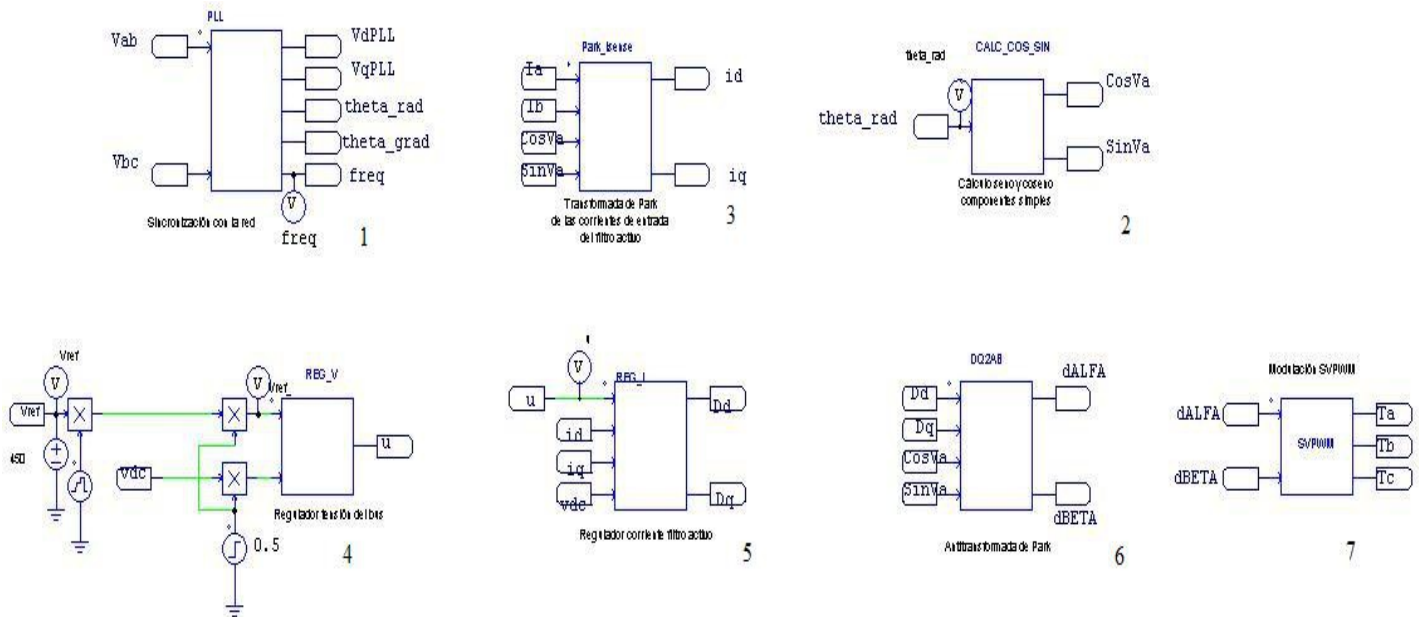 PLL
Vab
VdPLL
VqPLL
theta_rad
theta_grad
Vbc
freq
V
freq
Sincronización con la red
1
Park_Isense
Ia
Ib
CosVa
SinVa
id
iq
Transformada de Park
de las corrientes de entrada
del filtro activo
3
theta_rad
CALC_COS_SIN
V
theta_rad
CosVa
SinVa
Cálculo seno y coseno
componentes simples
2
Vref
V
Vref
450
V
Vref_
REG_V
vdc
u
Regulador tensión del bus
0.5
4
V
REG_I
u
id
iq
vdc
Dd
Dq
Regulador corriente filtro activo
5
DQ2AB
Dd
Dq
CosVa
SinVa
dALFA
dBETA
Antitransformada de Park
6
Modulación SVPWM
dALFA
dBETA
SVPWM
Ta
Tb
Tc
7